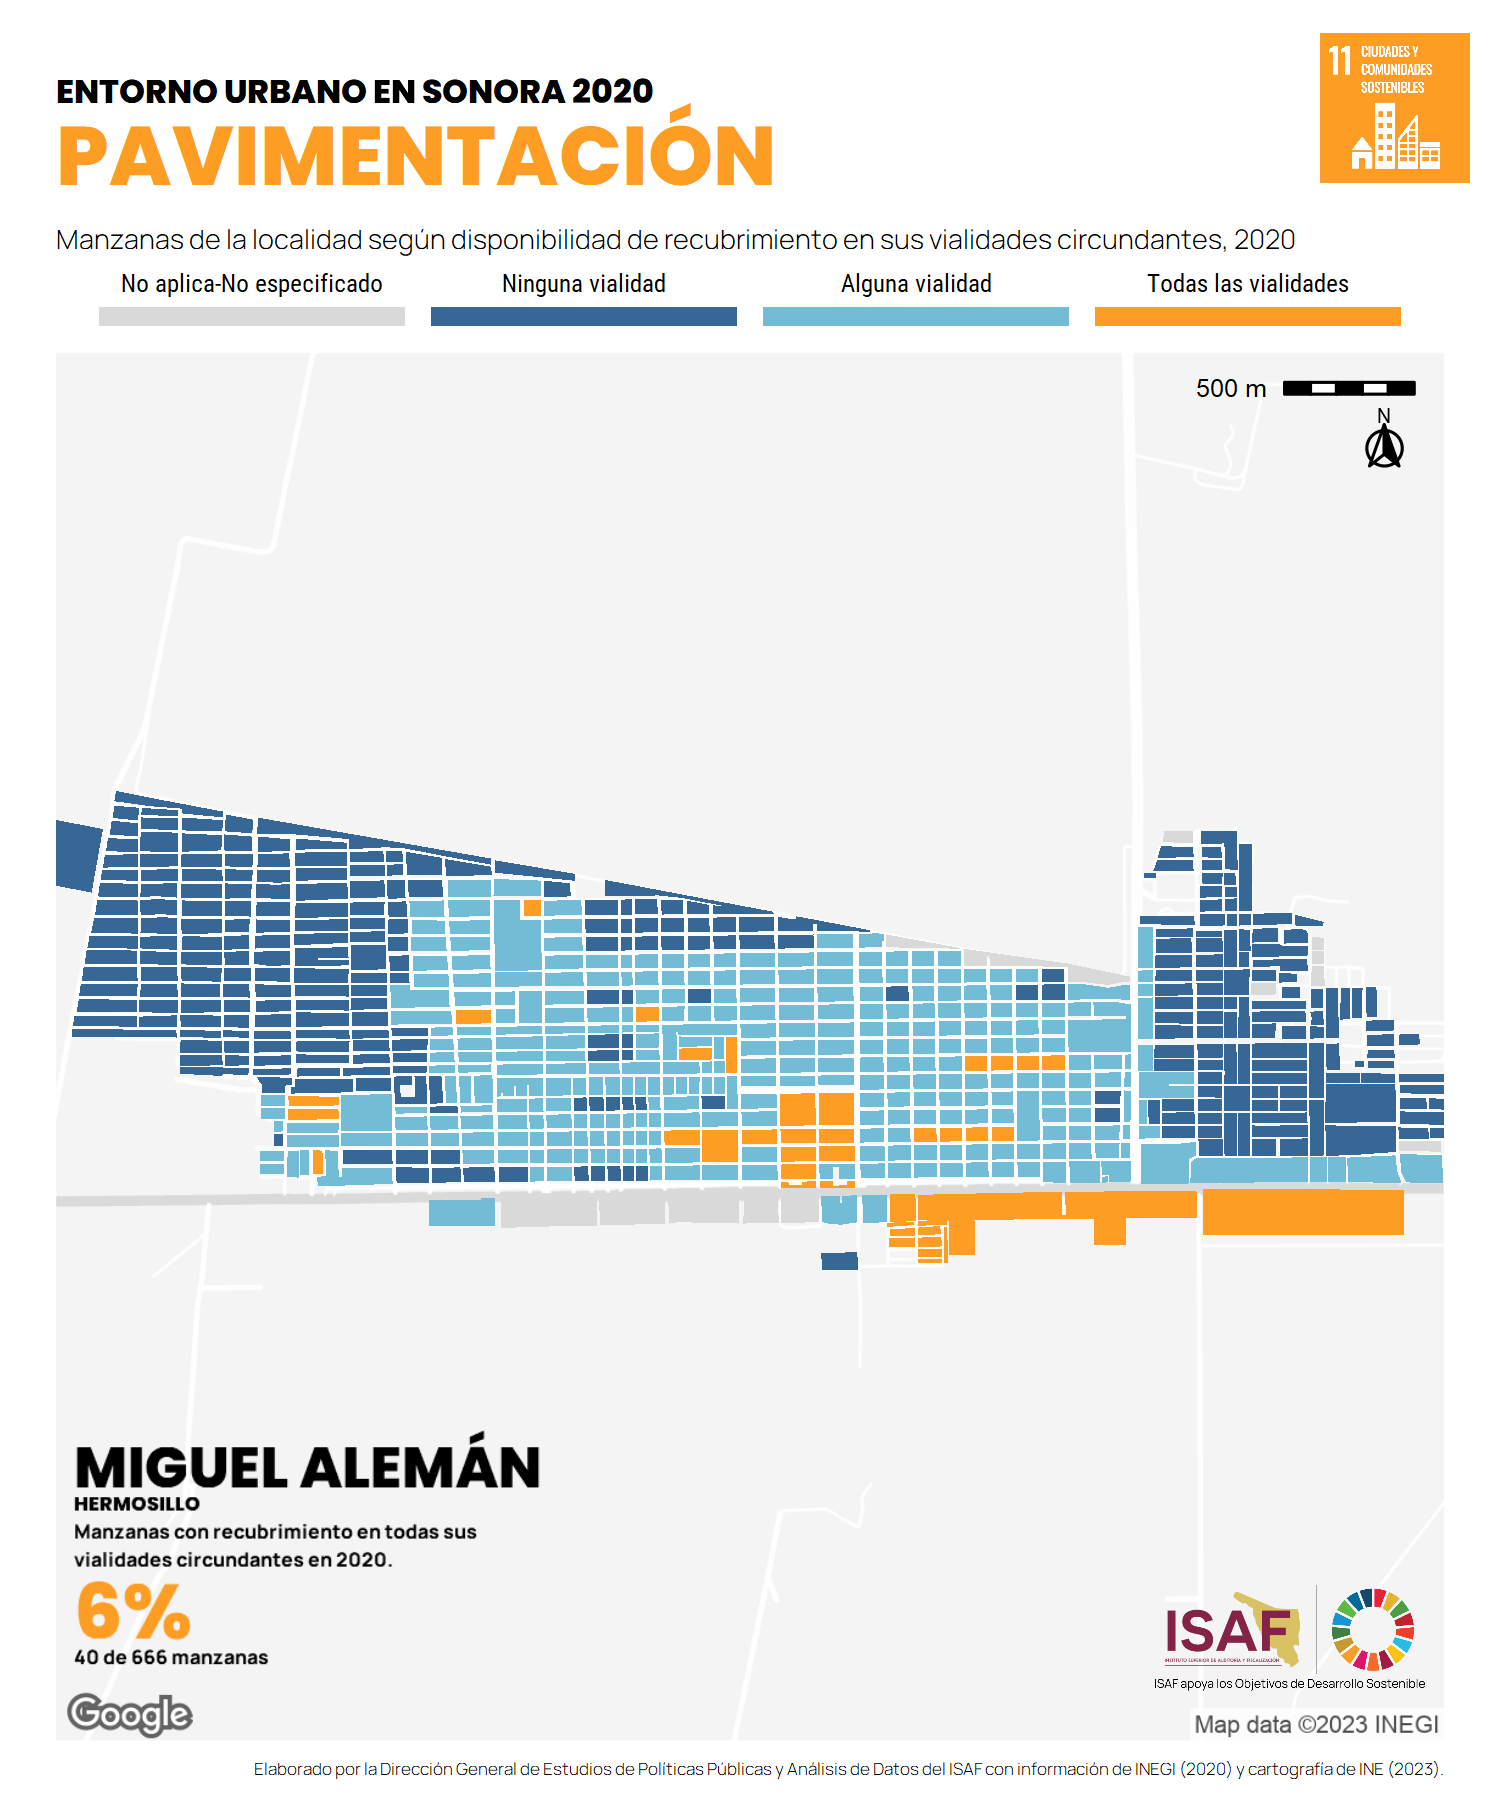 11 CIUDADES Y
COMUNIDADES
SOSTENIBLES
ENTORNO URBANO EN SONORA 2020
PAVIMENTACIÓN
Manzanas de la localidad según disponibilidad de recubrimiento en sus vialidades circundantes, 2020
No aplica-No especificado
Ninguna vialidad
Alguna vialidad
Todas las vialidades
500 m
N
MIGUEL ALEMÁN
HERMOSILLO
Manzanas con recubrimiento en todas sus
vialidades circundantes en 2020.
6%
40 de 666 manzanas
Google
ISAF
INSTITUTO SUPERIOR DE AUDITORÍA Y FISCALIZACIÓN
ISAF apoya los Objetivos de Desarrollo Sostenible
Map data ©2023 INEGI
Elaborado por la Dirección General de Estudios de Políticas Públicas y Análisis de Datos del ISAF con información de INEGI (2020) y cartografía de INE (2023).